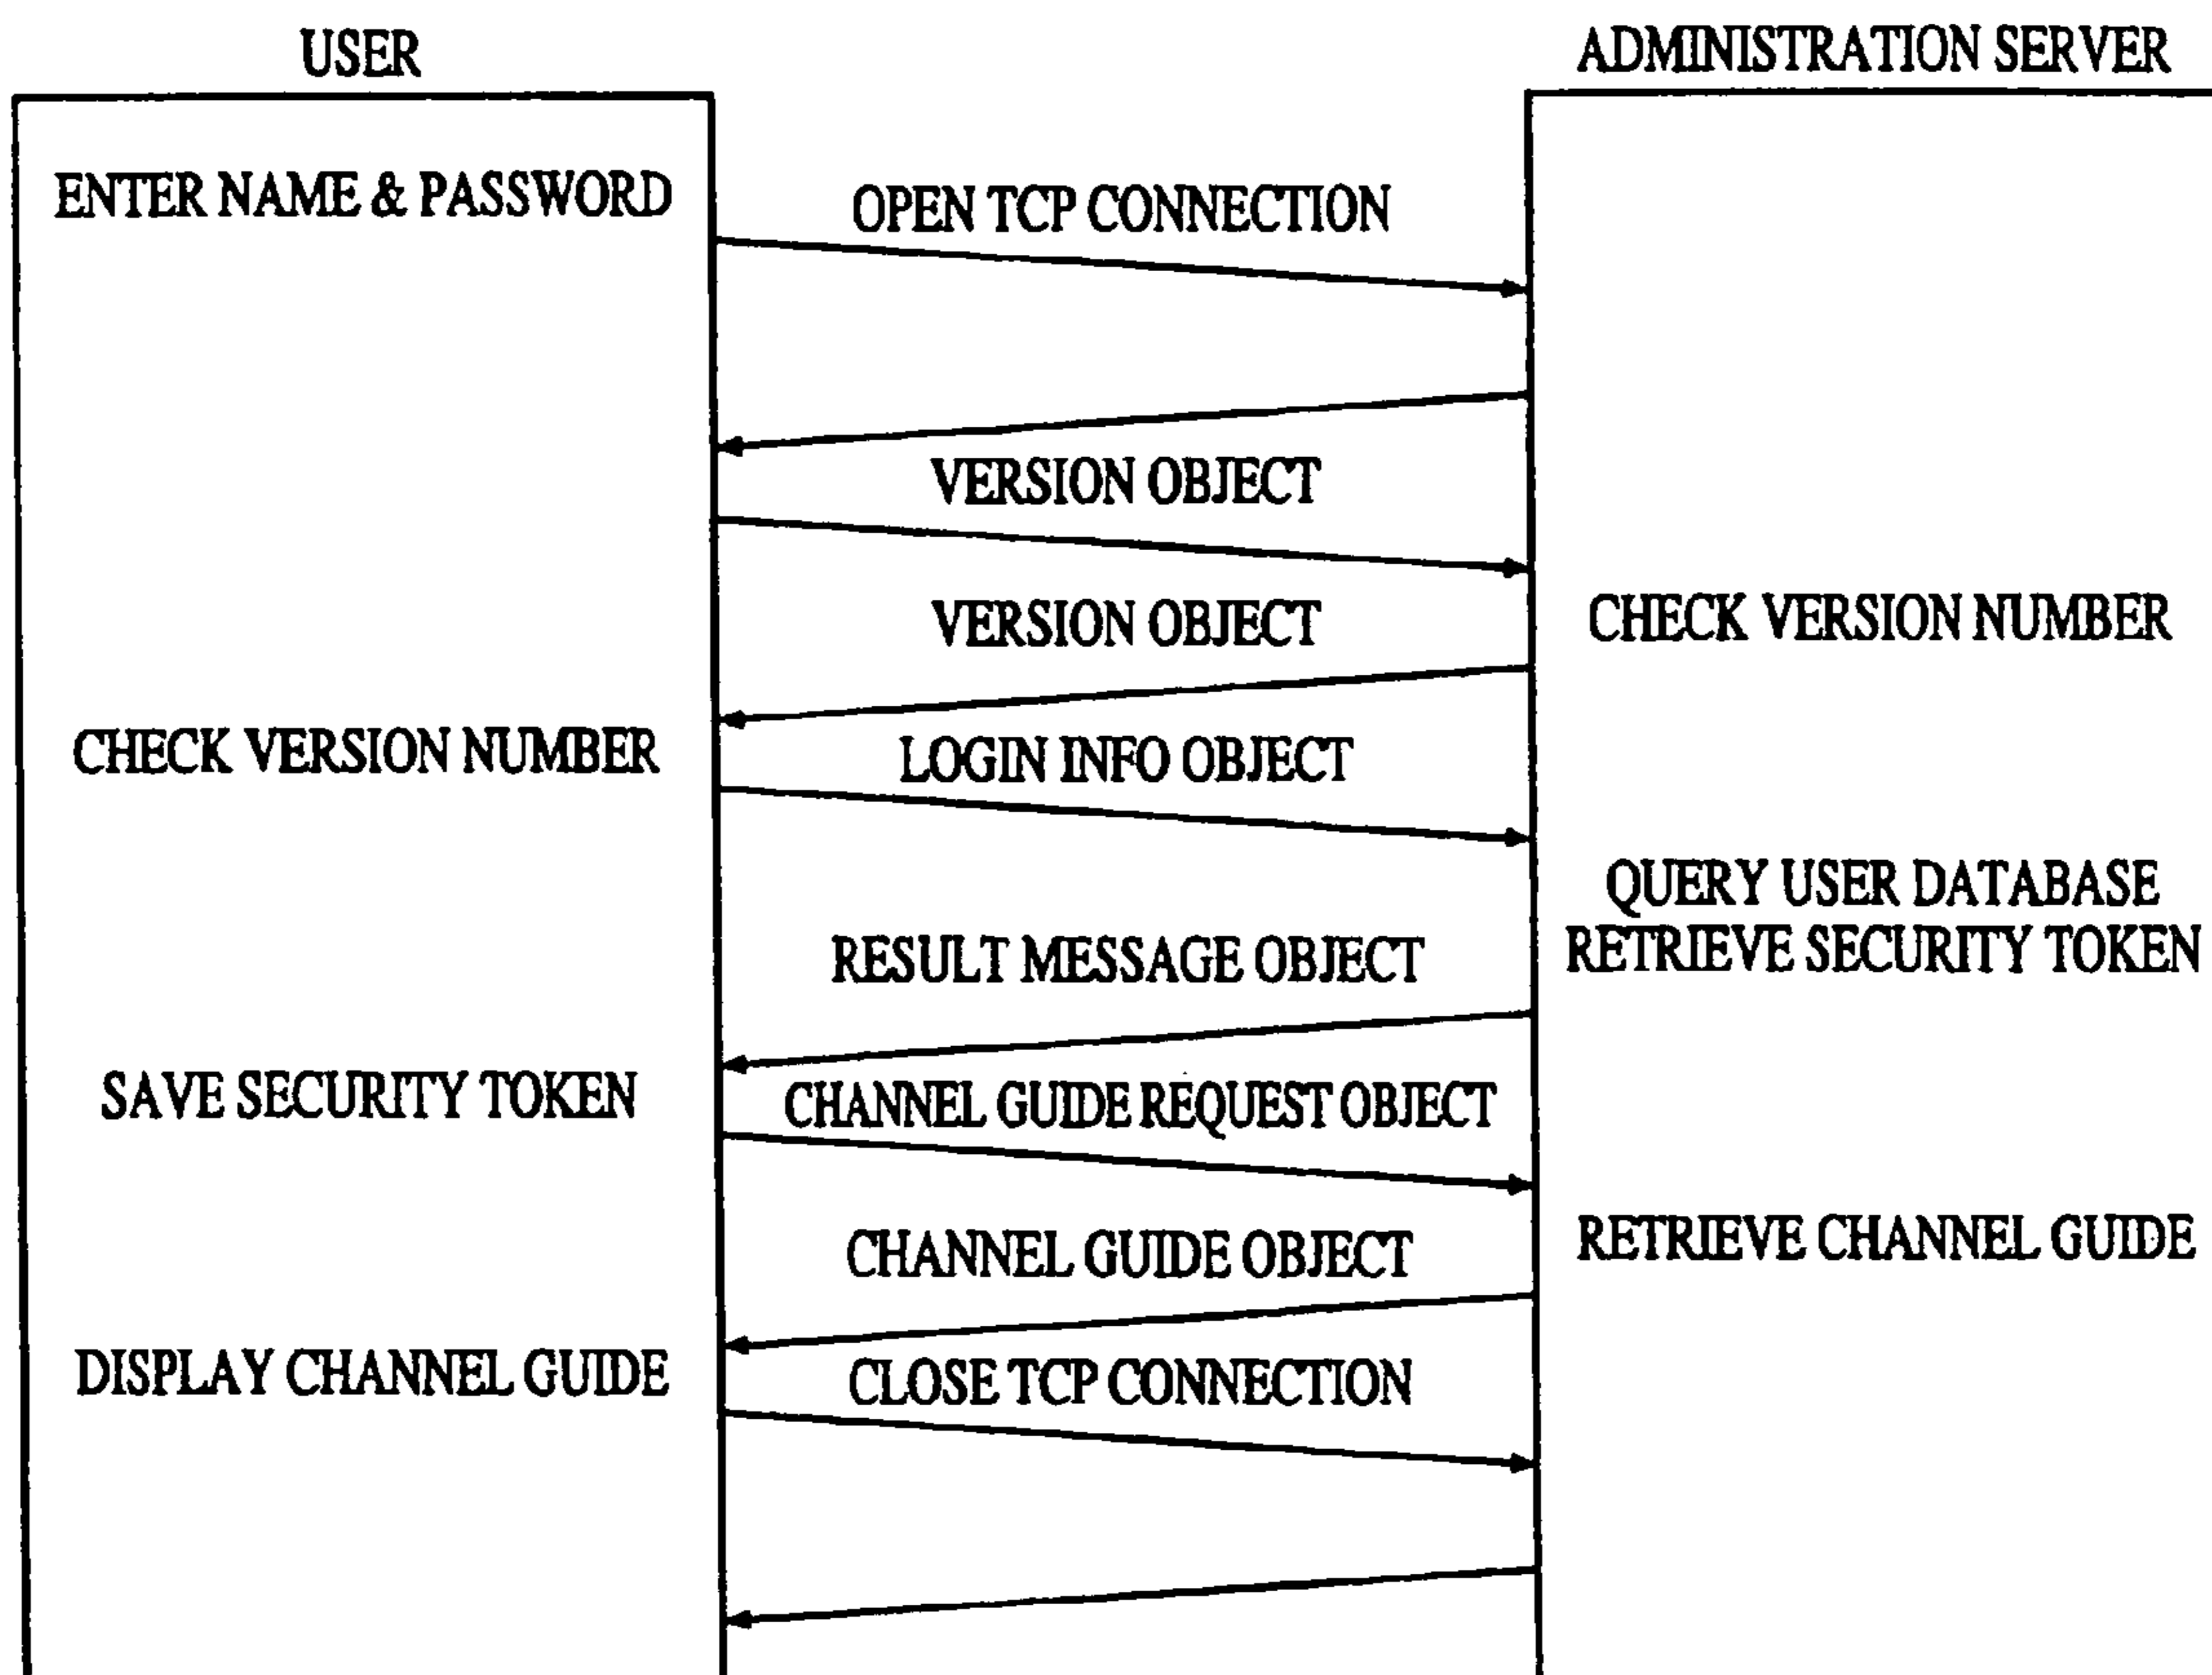 USER
ADMINISTRATION SERVER
ENTER NAME & PASSWORD
OPEN TCP CONNECTION
VERSION OBJECT
VERSION OBJECT
CHECK VERSION NUMBER
CHECK VERSION NUMBER
LOGIN INFO OBJECT
QUERY USER DATABASE
RETRIEVE SECURITY TOKEN
RESULT MESSAGE OBJECT
SAVE SECURITY TOKEN
CHANNEL GUIDE REQUEST OBJECT
RETRIEVE CHANNEL GUIDE
CHANNEL GUIDE OBJECT
DISPLAY CHANNEL GUIDE
CLOSE TCP CONNECTION